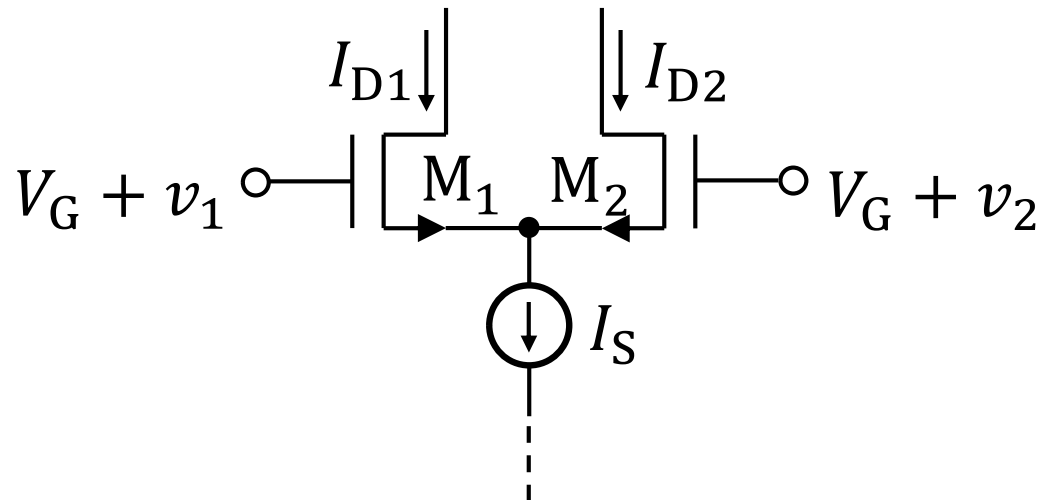 I_D1
I_D2
V_G + v_1
M_1
M_2
V_G + v_2
I_S